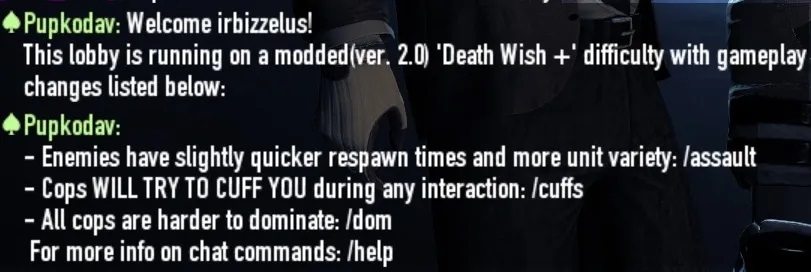 ♠Pupkodav: Welcome irbizzelus!
This lobby is running on a modded(ver. 2.0) 'Death Wish +' difficulty with gameplay
changes listed below:
♠Pupkodav:
- Enemies have slightly quicker respawn times and more unit variety: /assault
- Cops WILL TRY TO CUFF YOU during any interaction: /cuffs
- All cops are harder to dominate: /dom
For more info on chat commands: /help